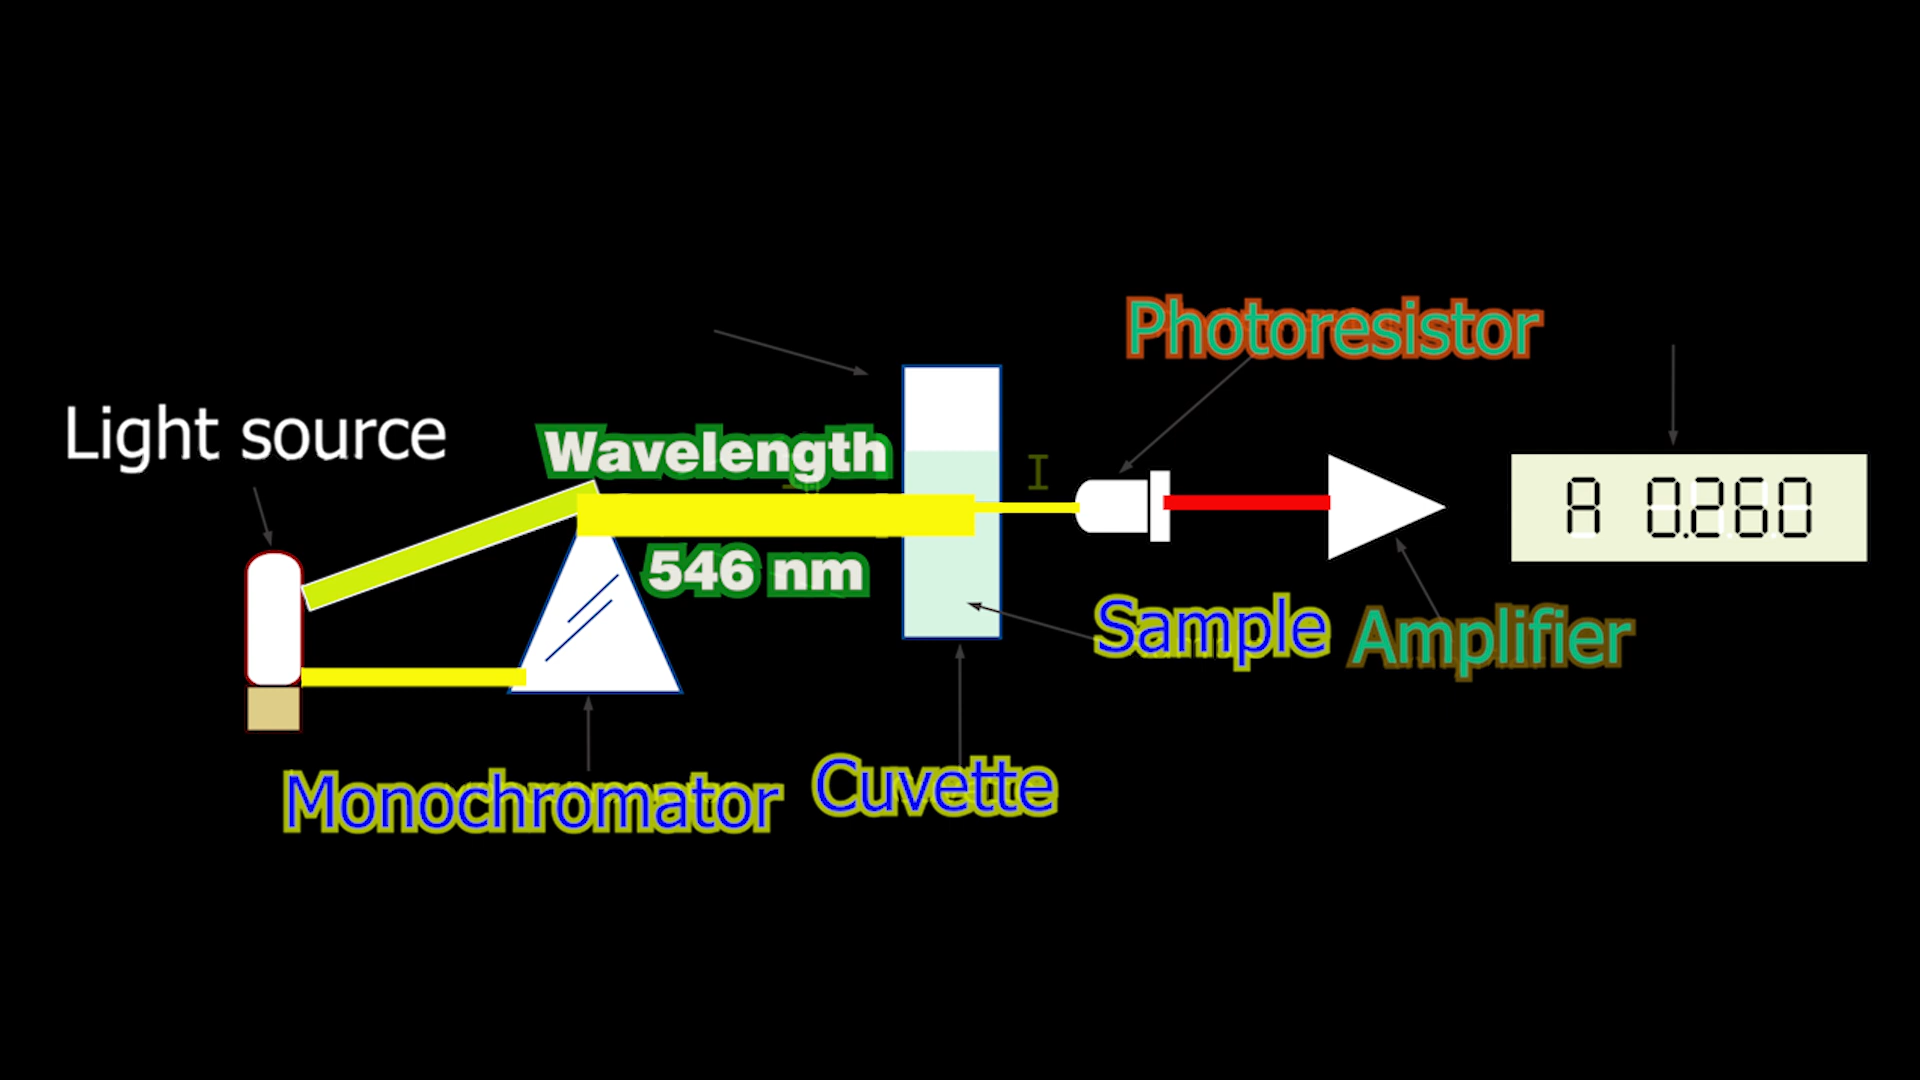 Photoresistor
Light source
Wavelength
I
A 0.260
546 nm
Sample
Amplifier
Monochromator
Cuvette